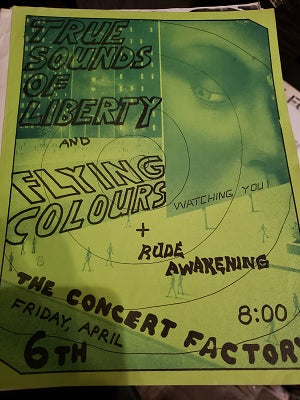 TRUE
SOUNDS
OF
LIBERTY
AND
FLYING
COLOURS
WATCHING YOU!
+
RUDE
AWAKENING
THE CONCERT FACTORY
FRIDAY, APRIL
6TH
8:00